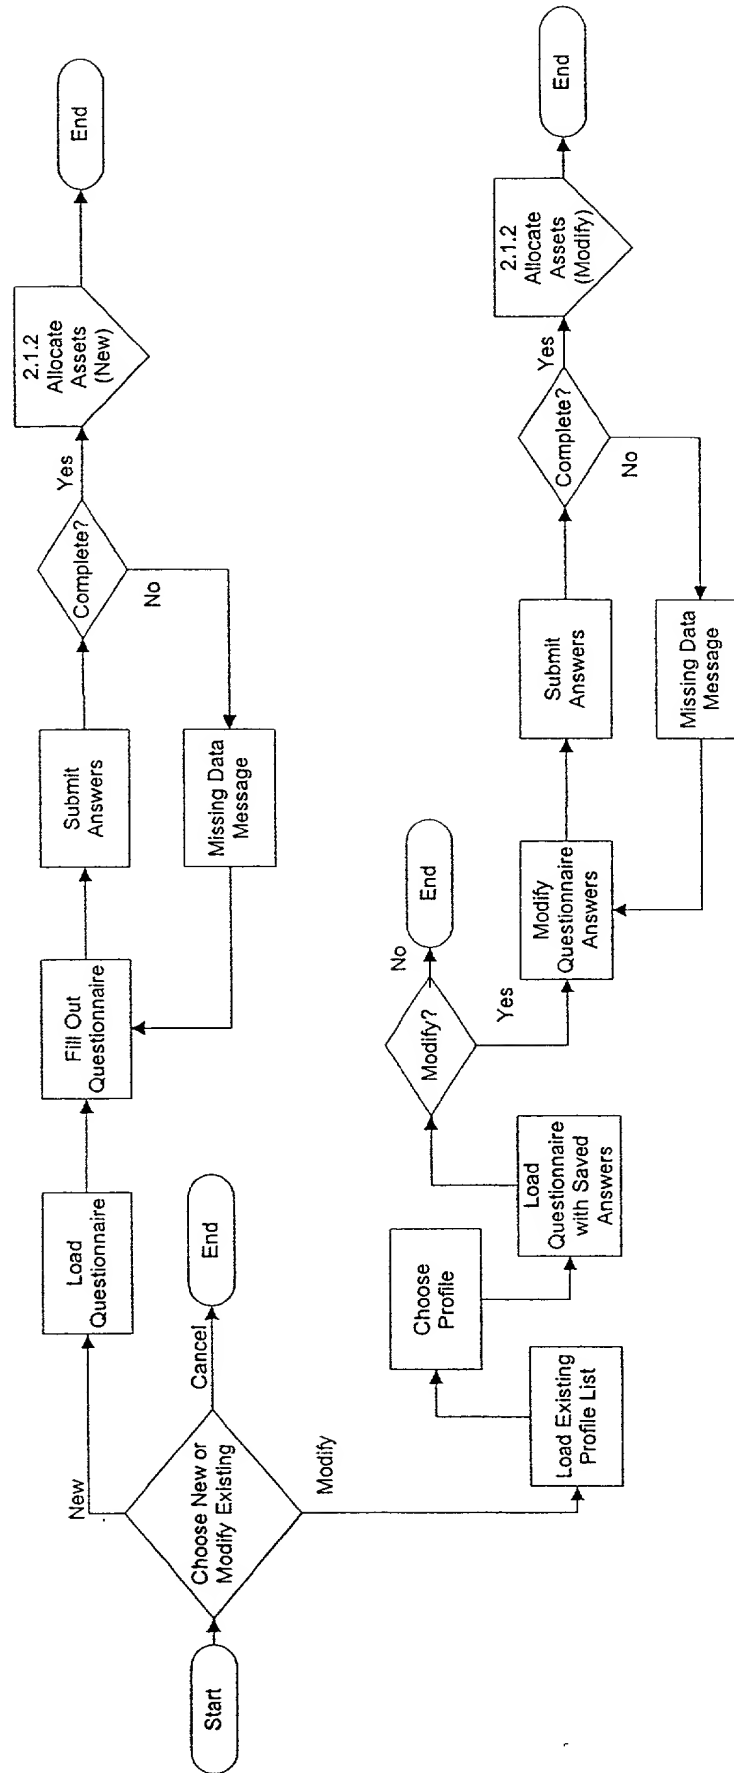 Start
Choose New or
Modify Existing
New
Cancel
Modify
End
Load
Questionnaire
Fill Out
Questionnaire
Submit
Answers
Complete?
Yes
No
Missing Data
Message
2.1.2
Allocate
Assets
(New)
End
Load Existing
Profile List
Choose
Profile
Load
Questionnaire
with Saved
Answers
Modify?
No
Yes
End
Modify
Questionnaire
Answers
Submit
Answers
Complete?
Yes
No
Missing Data
Message
2.1.2
Allocate
Assets
(Modify)
End